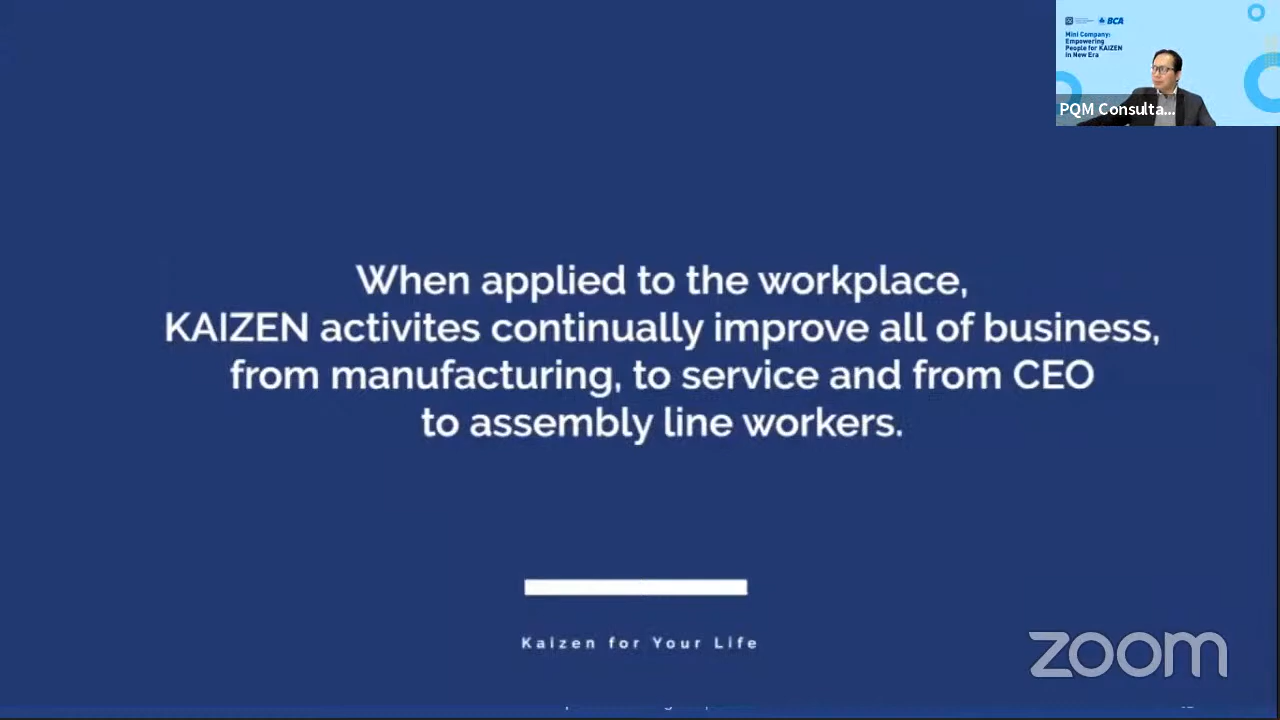 BCA
Mini Company:
Empowering
People for KAIZEN
in New Era
PQM Consulta...
When applied to the workplace,
KAIZEN activites continually improve all of business,
from manufacturing, to service and from CEO
to assembly line workers.
Kaizen for Your Life
zoom